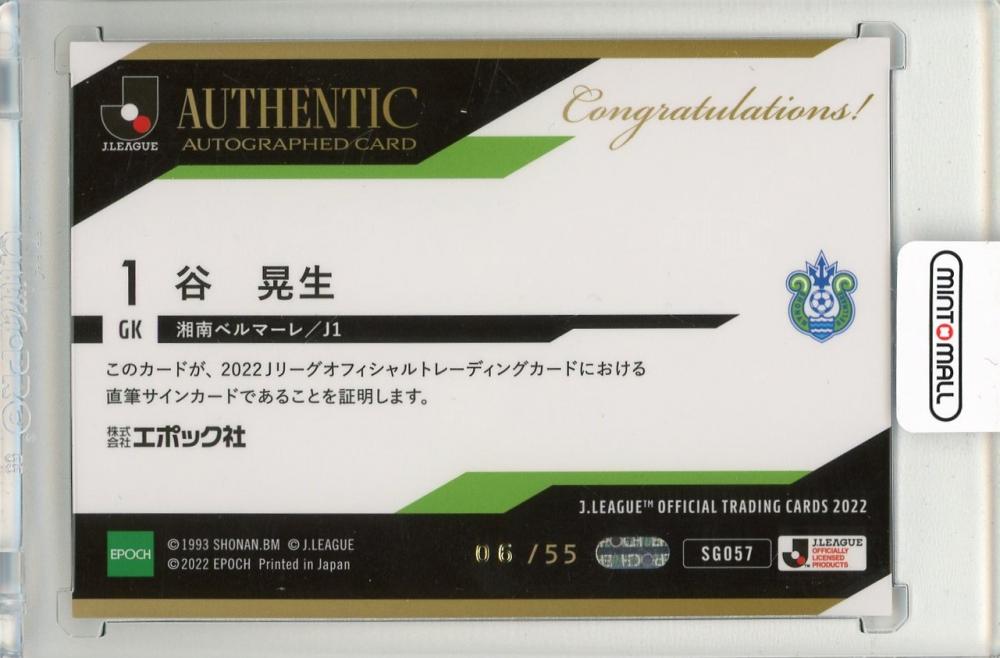 J.LEAGUE
AUTHENTIC
AUTOGRAPHED CARD
Congratulations!
1 谷 晃生
GK 湘南ベルマーレ/J1
このカードが、2022Jリーグオフィシャルトレーディングカードにおける
直筆サインカードであることを証明します。
株式会社エポック社
MINTOMALL
J.LEAGUE™ OFFICIAL TRADING CARDS 2022
EPOCH
©1993 SHONAN.BM ©J.LEAGUE
©2022 EPOCH Printed in Japan
06 /55
SG057
J.LEAGUE
OFFICIALLY
LICENSED
PRODUCTS